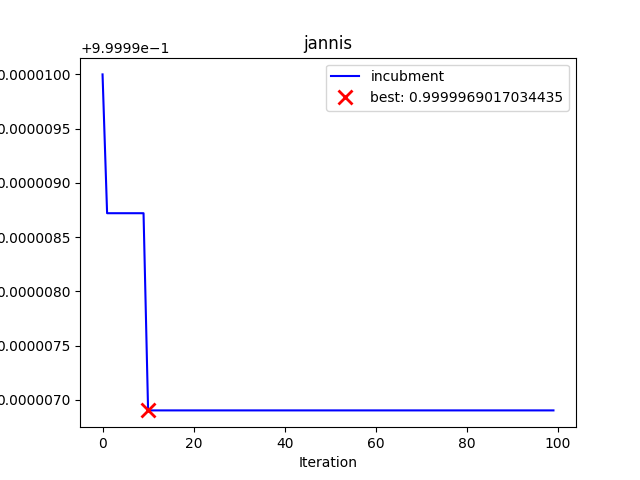 jannis
+9.9999e−1
incubment
best: 0.9999969017034435
0.0000100
0.0000095
0.0000090
0.0000085
0.0000080
0.0000075
0.0000070
0 20 40 60 80 100
Iteration